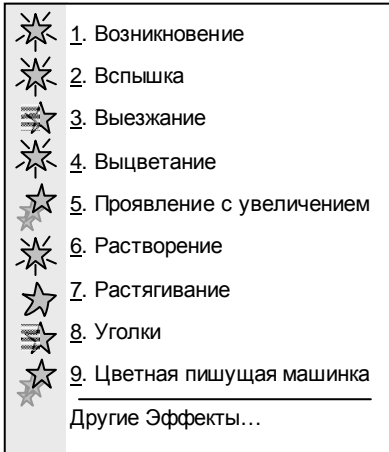 1. Возникновение
2. Вспышка
3. Выезжание
4. Выцветание
5. Проявление с увеличением
6. Растворение
7. Растягивание
8. Уголки
9. Цветная пишущая машинка
Другие Эффекты…